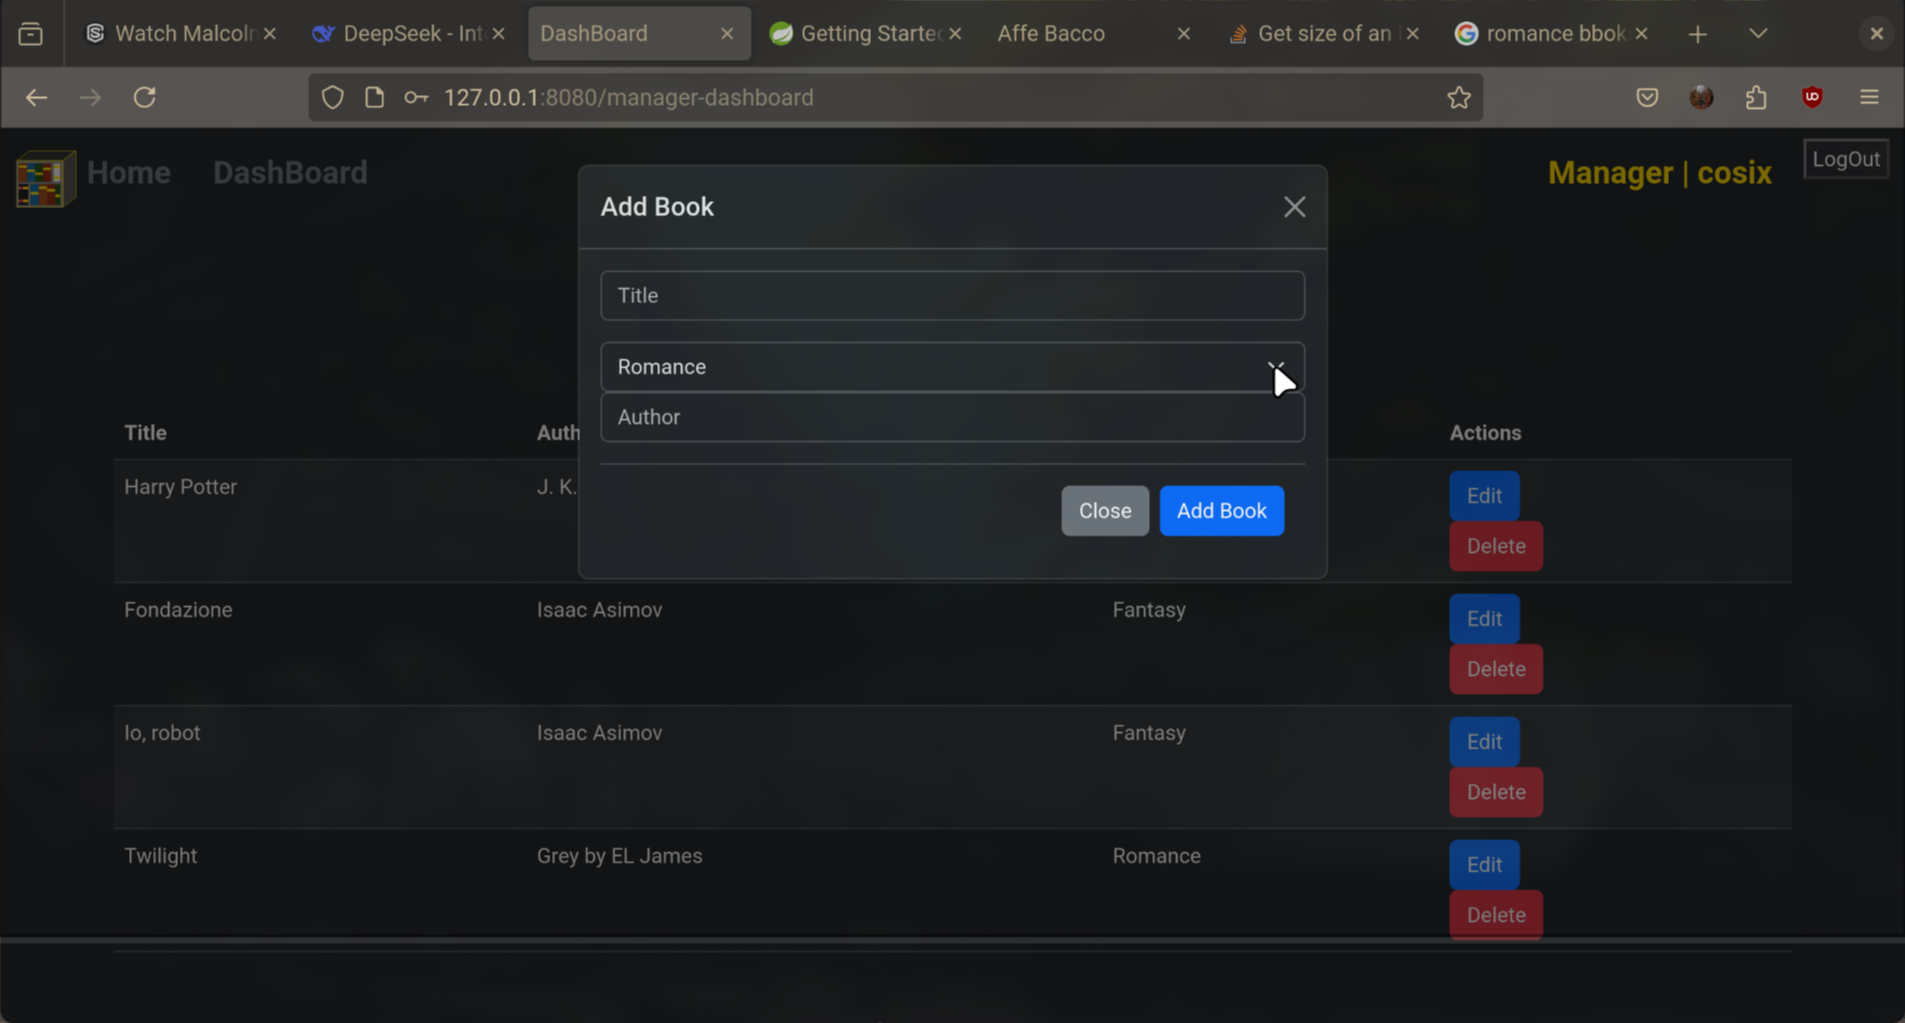 Watch Malcolm
DeepSeek - Int
DashBoard
Getting Started
Affe Bacco
Get size of an
romance bbok
127.0.0.1:8080/manager-dashboard
Home
DashBoard
Manager | cosix
LogOut
Add Book
Title
Romance
Author
Close
Add Book
Title
Auth
Actions
Harry Potter
J. K.
Edit
Delete
Fondazione
Isaac Asimov
Fantasy
Edit
Delete
Io, robot
Isaac Asimov
Fantasy
Edit
Delete
Twilight
Grey by EL James
Romance
Edit
Delete